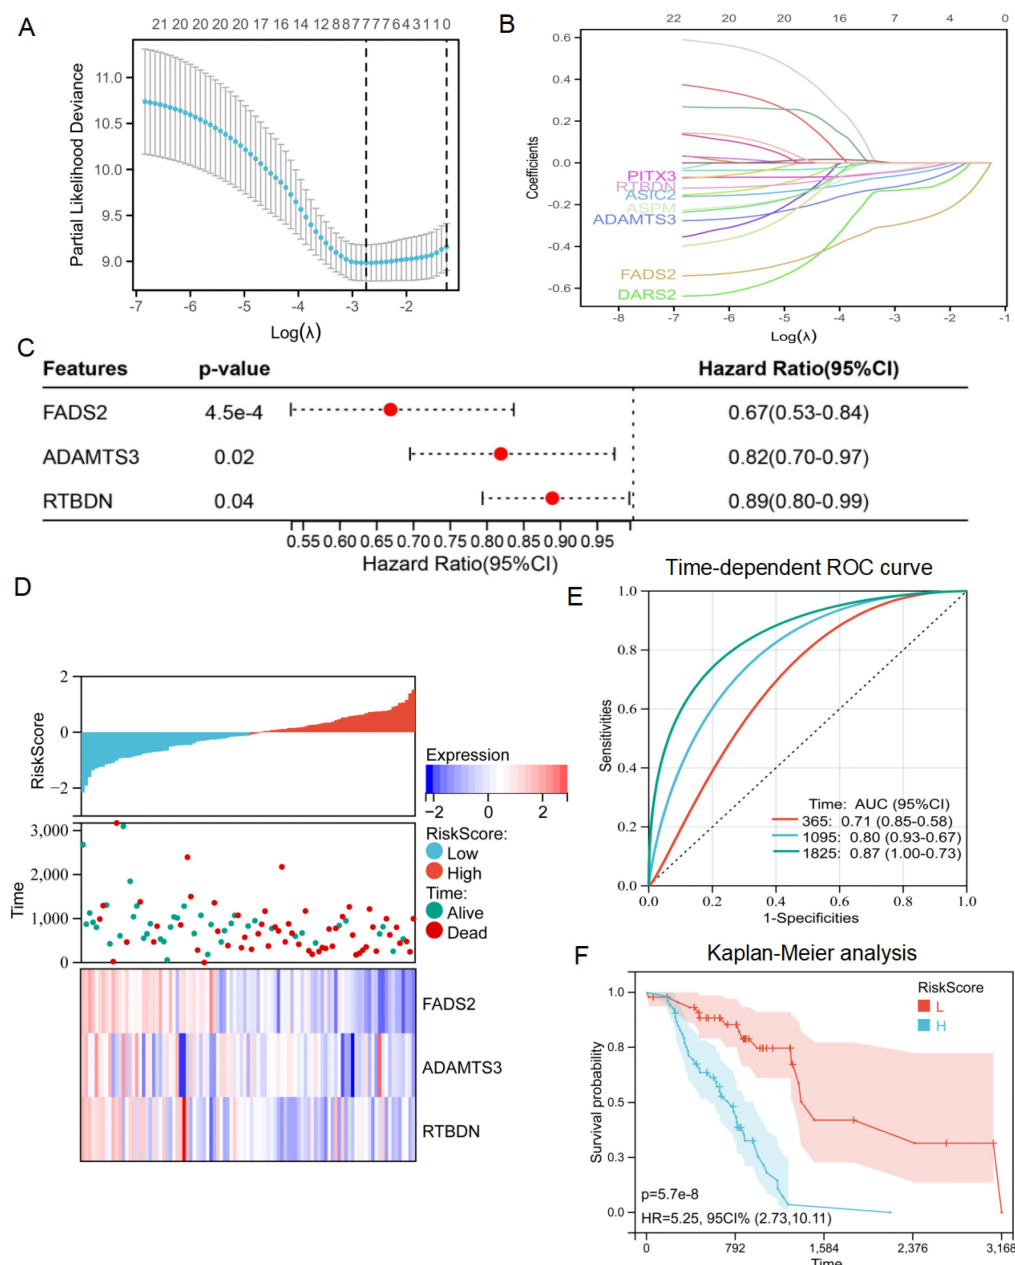 A
21 20 20 20 20 17 16 14 12 8 8 7 7 7 7 6 4 3 1 1 0
Partial Likelihood Deviance
11.0
10.5
10.0
9.5
9.0
-7 -6 -5 -4 -3 -2
Log(λ)
B
22 20 20 16 7 4 0
Coefficients
0.6
0.4
0.2
0.0
-0.2
-0.4
-0.6
PITX3
RTBDN
ASIC2
ASPM
ADAMTS3
FADS2
DARS2
-8 -7 -6 -5 -4 -3 -2 -1
Log(λ)
C
Features p-value Hazard Ratio(95%CI)
FADS2 4.5e-4 0.67(0.53-0.84)
ADAMTS3 0.02 0.82(0.70-0.97)
RTBDN 0.04 0.89(0.80-0.99)
0.55 0.60 0.65 0.70 0.75 0.80 0.85 0.90 0.95
Hazard Ratio(95%CI)
D
RiskScore
2
0
−2
Time
3,000
2,000
1,000
0
FADS2
ADAMTS3
RTBDN
Expression
−2 0 2
RiskScore:
Low
High
Time:
Alive
Dead
Time-dependent ROC curve
E
Sensitivities
1.0
0.8
0.6
0.4
0.2
0.0
Time: AUC (95%CI)
365: 0.71 (0.85-0.58)
1095: 0.80 (0.93-0.67)
1825: 0.87 (1.00-0.73)
0.0 0.2 0.4 0.6 0.8 1.0
1-Specificities
F
Kaplan-Meier analysis
Survival probability
1.0
0.8
0.5
0.3
0.0
RiskScore
L
H
p=5.7e-8
HR=5.25, 95CI% (2.73,10.11)
0 792 1,584 2,376 3,168
Time